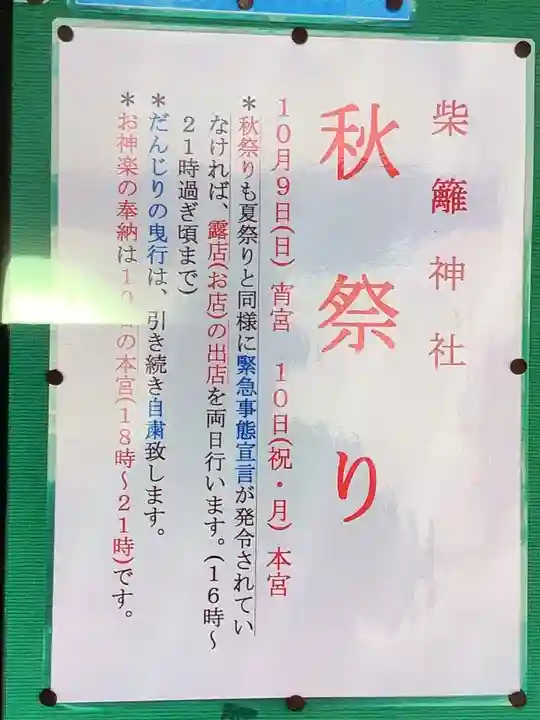 柴籬神社
秋祭り
10月9日(日) 宵宮 10日(祝・月)本宮
*秋祭りも夏祭りと同様に緊急事態宣言が発令されてい
なければ、露店(お店)の出店を両日行います。(16時～
21時過ぎ頃まで)
*だんじりの曳行は、引き続き自粛致します。
*お神楽の奉納は10日の本宮(18時～21時)です。